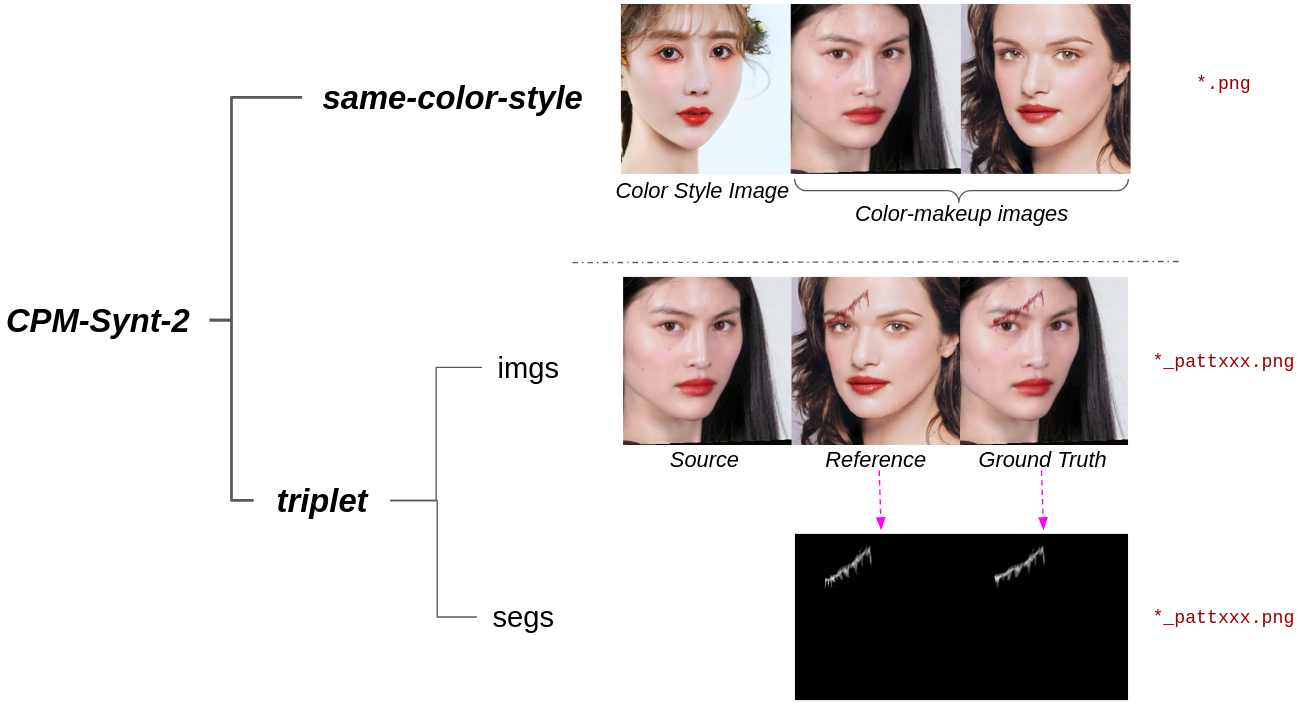 same-color-style
*.png
Color Style Image
Color-makeup images
CPM-Synt-2
imgs
*_pattxxx.png
Source
Reference
Ground Truth
triplet
segs
*_pattxxx.png